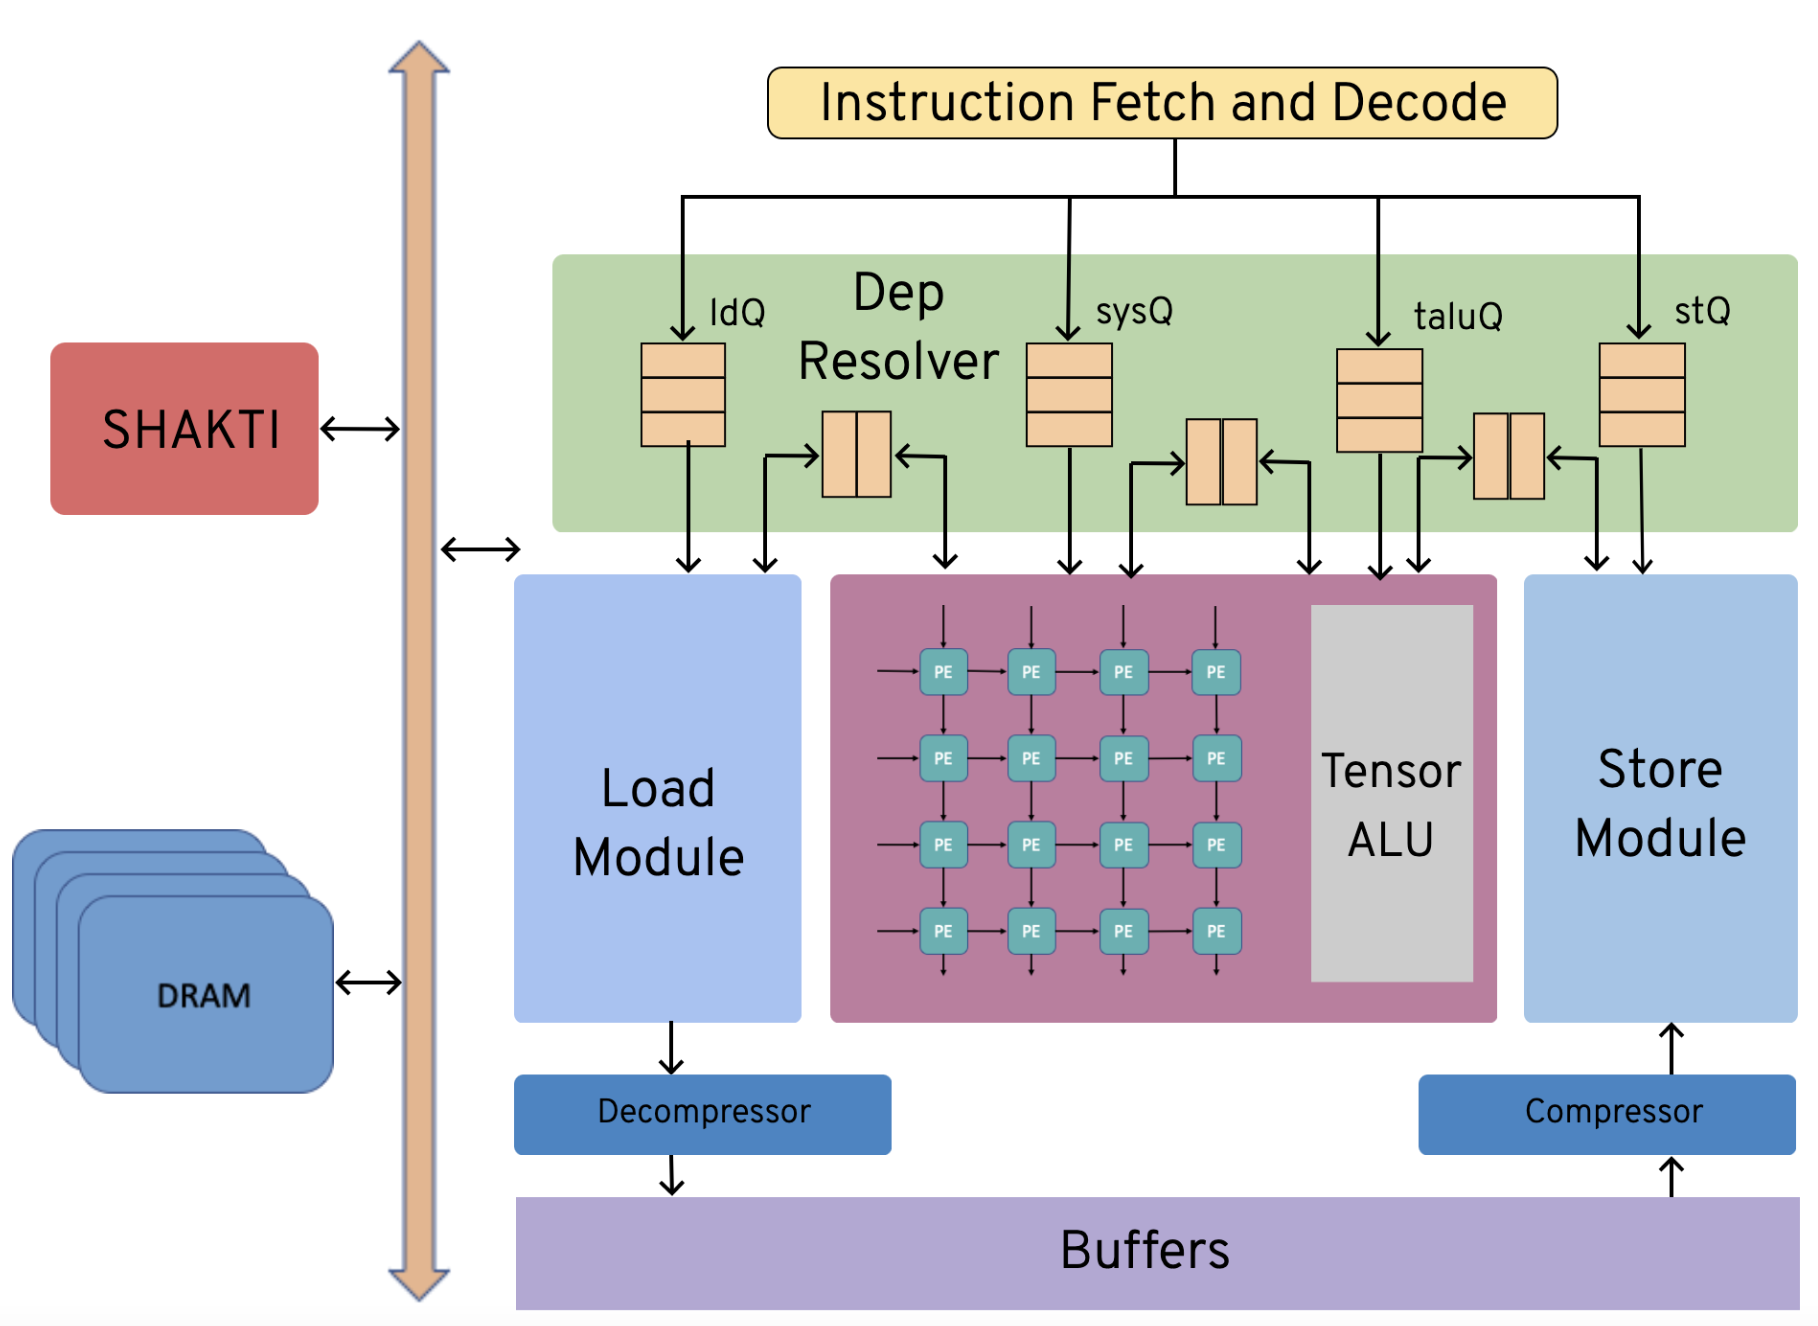 Instruction Fetch and Decode
Dep
Resolver
ldQ
sysQ
taluQ
stQ
SHAKTI
DRAM
Load
Module
PE PE PE PE
PE PE PE PE
PE PE PE PE
PE PE PE PE
Tensor
ALU
Store
Module
Decompressor
Compressor
Buffers